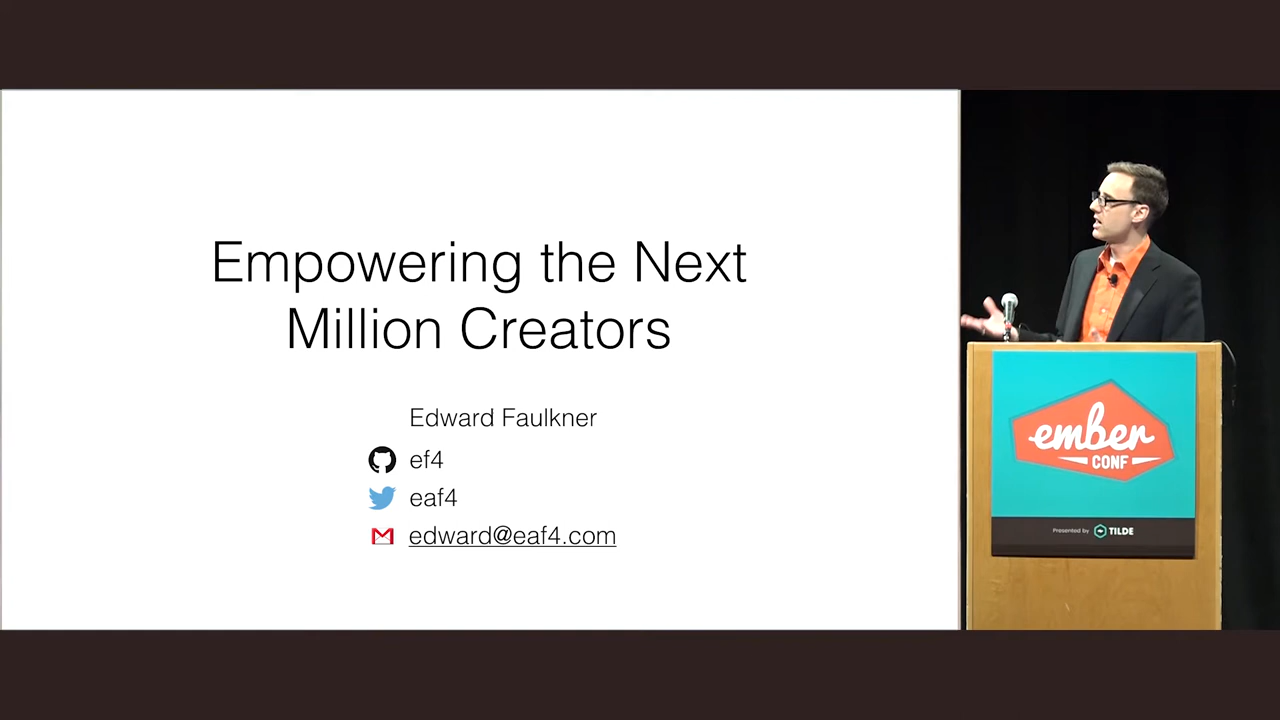 Empowering the Next
Million Creators
Edward Faulkner
ef4
eaf4
edward@eaf4.com
ember
CONF
Presented by TILDE